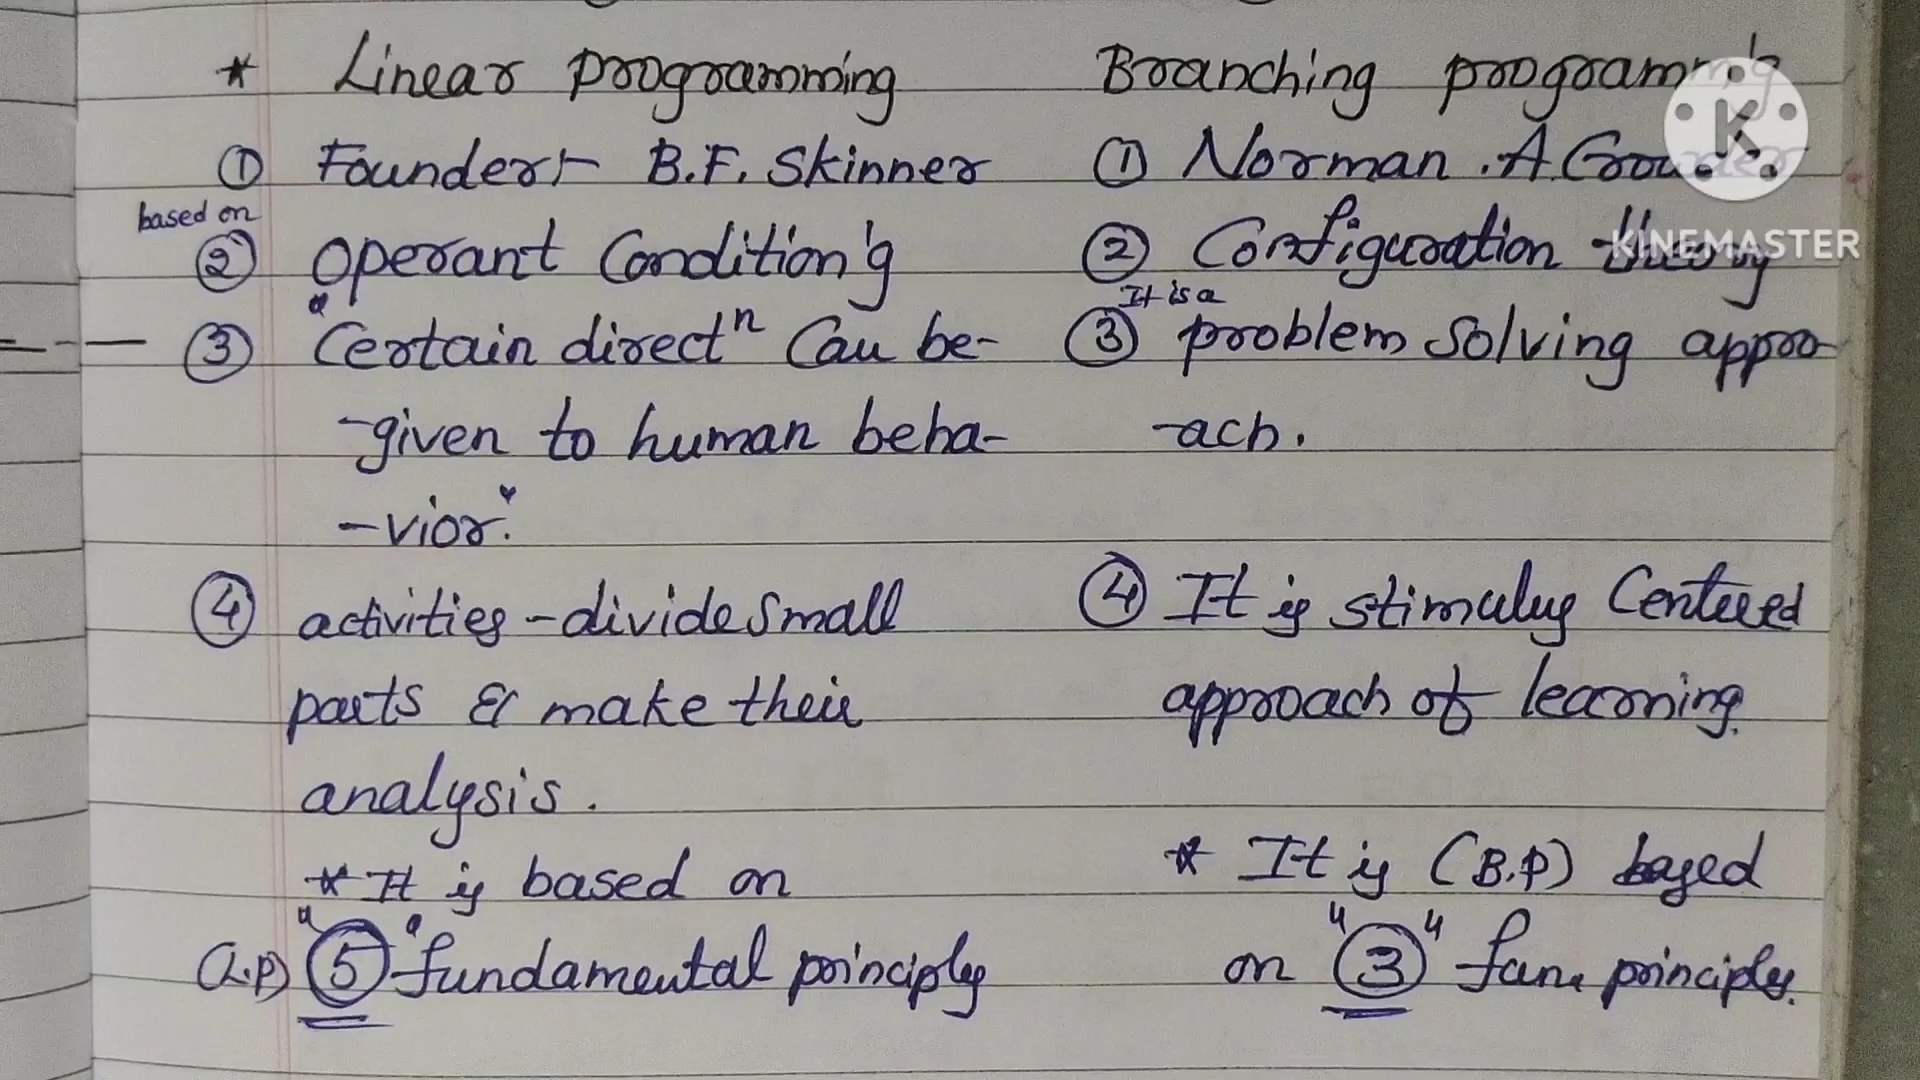 * Linear programming Branching programm'g
① Founder:- B.F. Skinner ① Norman . A.
based on
② Operant Condition'g ② Configuration theory
It is a
③ "Certain directⁿ Can be- ③ problem solving appro-
-given to human beha- -ach.
-vior."
④ activities - divide small ④ It is stimulus Centered
parts & make their approach of learning.
analysis.
* It is based on * It is (B.P) based
(L.P) "⑤" fundamental principles on "③" fun. principles.
KINEMASTER